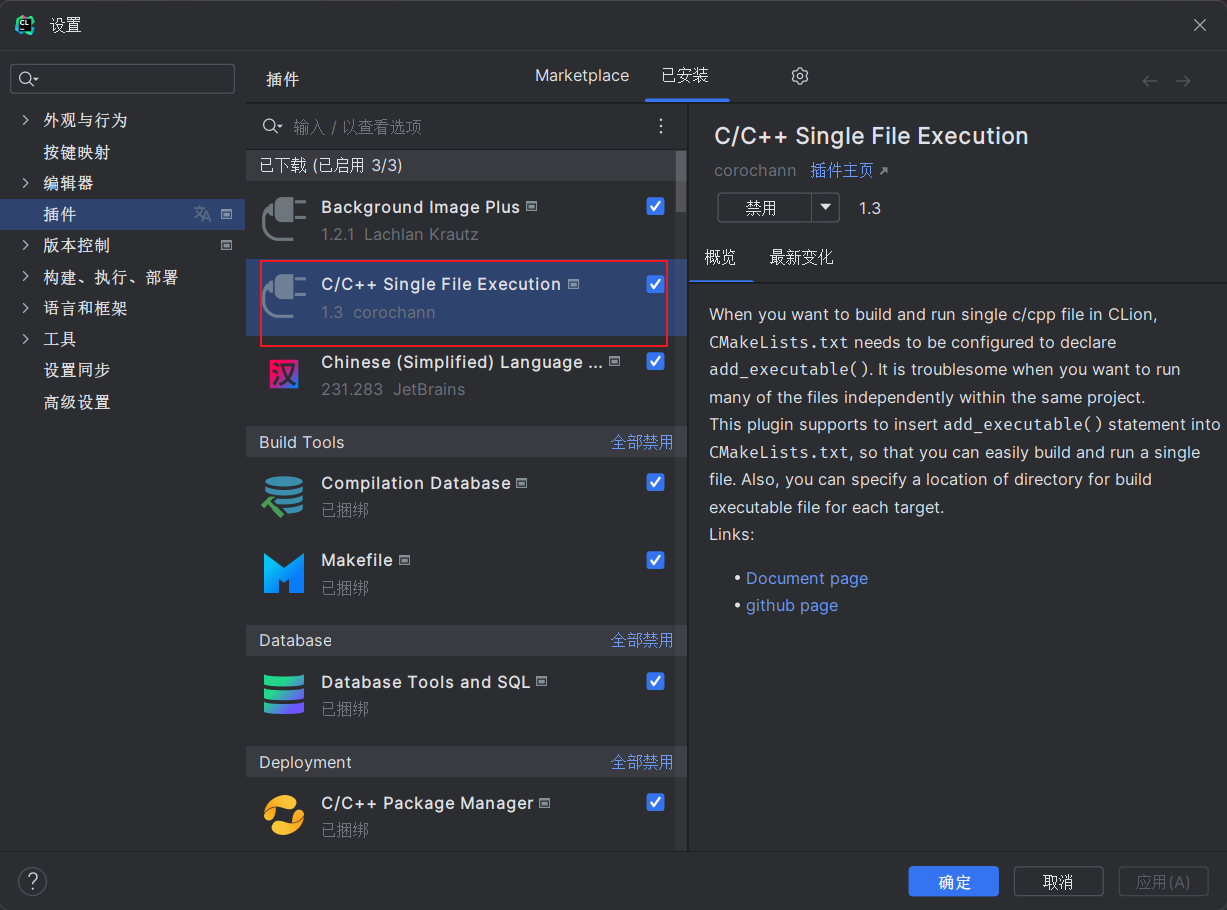 设置
外观与行为
按键映射
编辑器
插件
版本控制
构建、执行、部署
语言和框架
工具
设置同步
高级设置
插件
Marketplace
已安装
输入 / 以查看选项
已下载 (已启用 3/3)
Background Image Plus
1.2.1 Lachlan Krautz
C/C++ Single File Execution
1.3 corochann
汉
Chinese (Simplified) Language ...
231.283 JetBrains
Build Tools 全部禁用
Compilation Database
已捆绑
Makefile
已捆绑
Database 全部禁用
Database Tools and SQL
已捆绑
Deployment 全部禁用
C/C++ Package Manager
已捆绑
C/C++ Single File Execution
corochann 插件主页
禁用 1.3
概览 最新变化
When you want to build and run single c/cpp file in CLion,
CMakeLists.txt needs to be configured to declare
add_executable(). It is troublesome when you want to run
many of the files independently within the same project.
This plugin supports to insert add_executable() statement into
CMakeLists.txt, so that you can easily build and run a single
file. Also, you can specify a location of directory for build
executable file for each target.
Links:
• Document page
• github page
?
确定 取消 应用(A)